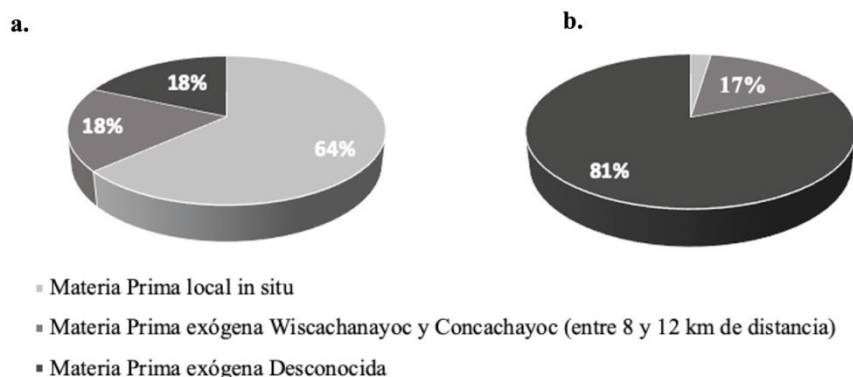 a.
b.
18%
18%
64%
17%
81%
Materia Prima local in situ
Materia Prima exógena Wiscachanayoc y Concachayoc (entre 8 y 12 km de distancia)
Materia Prima exógena Desconocida